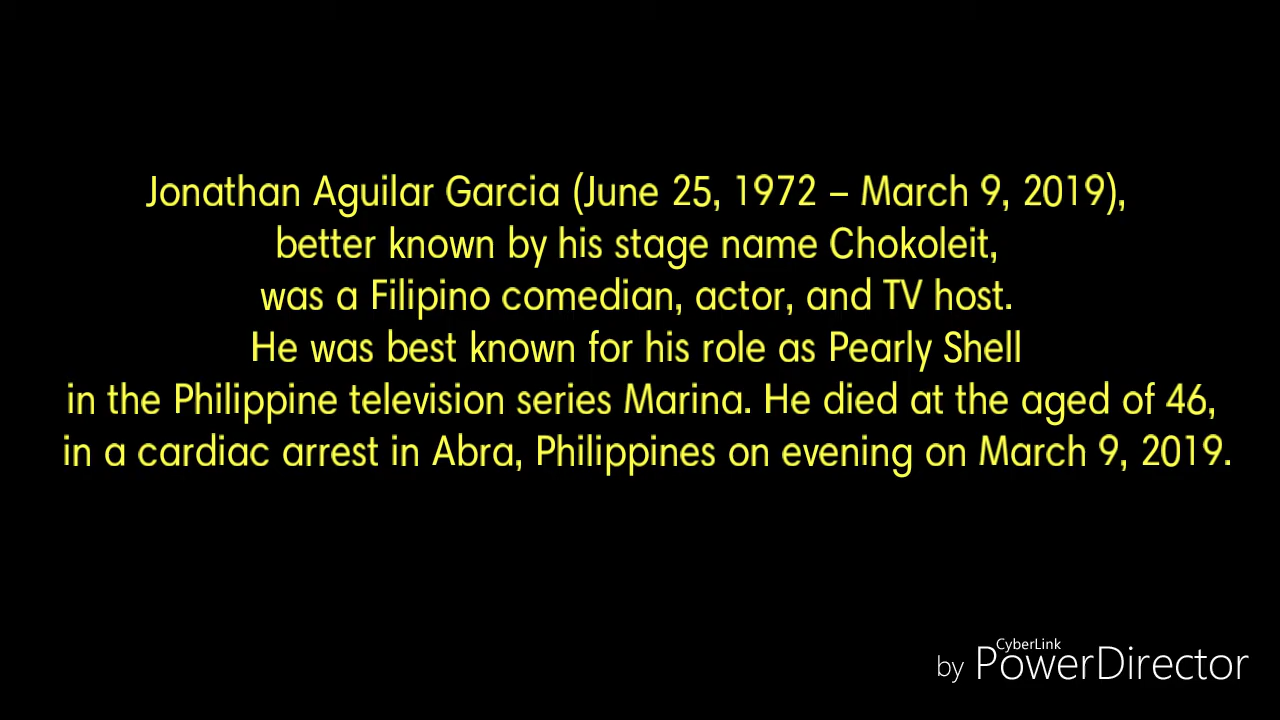 Jonathan Aguilar Garcia (June 25, 1972 – March 9, 2019),
better known by his stage name Chokoleit,
was a Filipino comedian, actor, and TV host.
He was best known for his role as Pearly Shell
in the Philippine television series Marina. He died at the aged of 46,
in a cardiac arrest in Abra, Philippines on evening on March 9, 2019.
CyberLink
by PowerDirector